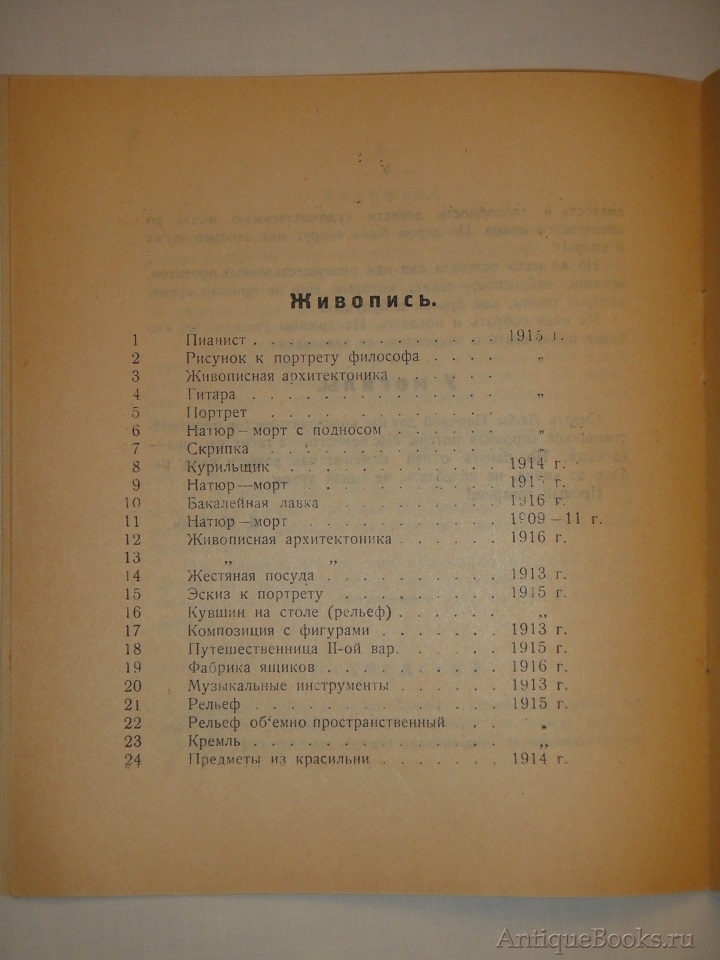 Живопись.
1 Пианист . . . . . . . . . . . . . . 1915 г.
2 Рисунок к портрету философа . . . . „
3 Живописная архитектоника . . . . . .
4 Гитара . . . . . . . . . . . . . . „
5 Портрет . . . . . . . . . . . . .
6 Натюр—морт с подносом . . . . . . „
7 Скрипка . . . . . . . . . . . . . „
8 Курильщик . . . . . . . . . . . . . 1914 г.
9 Натюр—морт . . . . . . . . . . . . 1915 г.
10 Бакалейная лавка . . . . . . . . . . 1916 г.
11 Натюр—морт . . . . . . . . . . . 1909—11 г.
12 Живописная архитектоника . . . . . . 1916 г.
13 „ „
14 Жестяная посуда . . . . . . . . . . 1913 г.
15 Эскиз к портрету . . . . . . . . . . 1915 г.
16 Кувшин на столе (рельеф) . . . . . . „
17 Композиция с фигурами . . . . . . . 1913 г.
18 Путешественница II-ой вар. . . . . . . 1915 г.
19 Фабрика ящиков . . . . . . . . . . 1916 г.
20 Музыкальные инструменты . . . . . . 1913 г.
21 Рельеф . . . . . . . . . . . . . . 1915 г.
22 Рельеф об'емно пространственный . . „
23 Кремль . . . . . . . . . . . . . . „
24 Предметы из красильни . . . . . . . 1914 г.
AntiqueBooks.ru